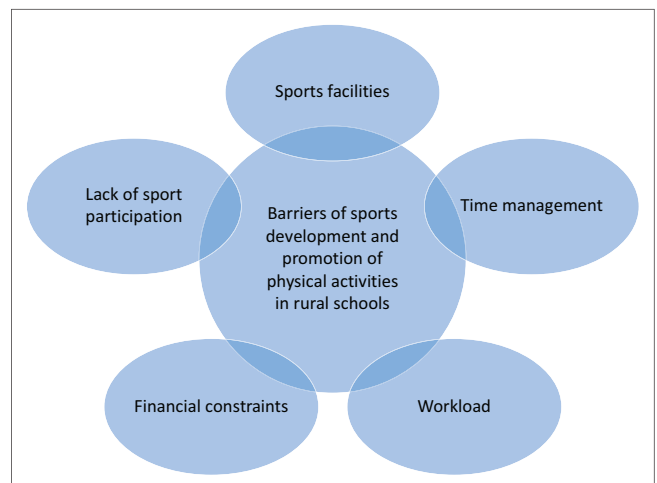 Sports facilities
Lack of sport
participation
Time management
Barriers of sports
development and
promotion of
physical activities
in rural schools
Financial constraints
Workload